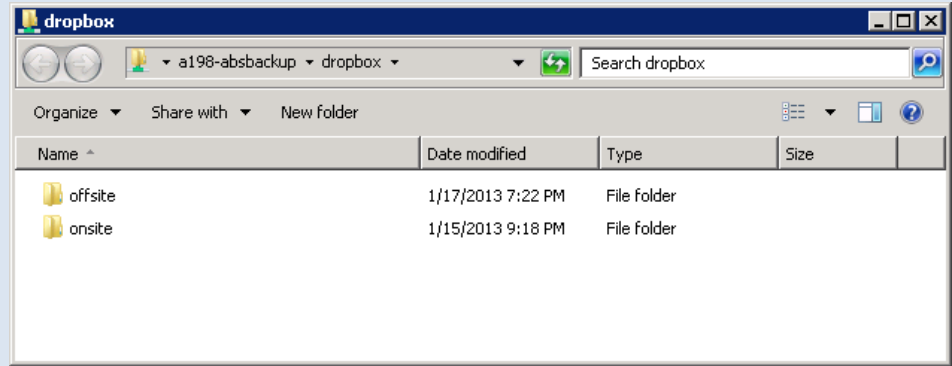 dropbox
a198-absbackup dropbox Search dropbox
Organize Share with New folder
Name Date modified Type Size
offsite 1/17/2013 7:22 PM File folder
onsite 1/15/2013 9:18 PM File folder